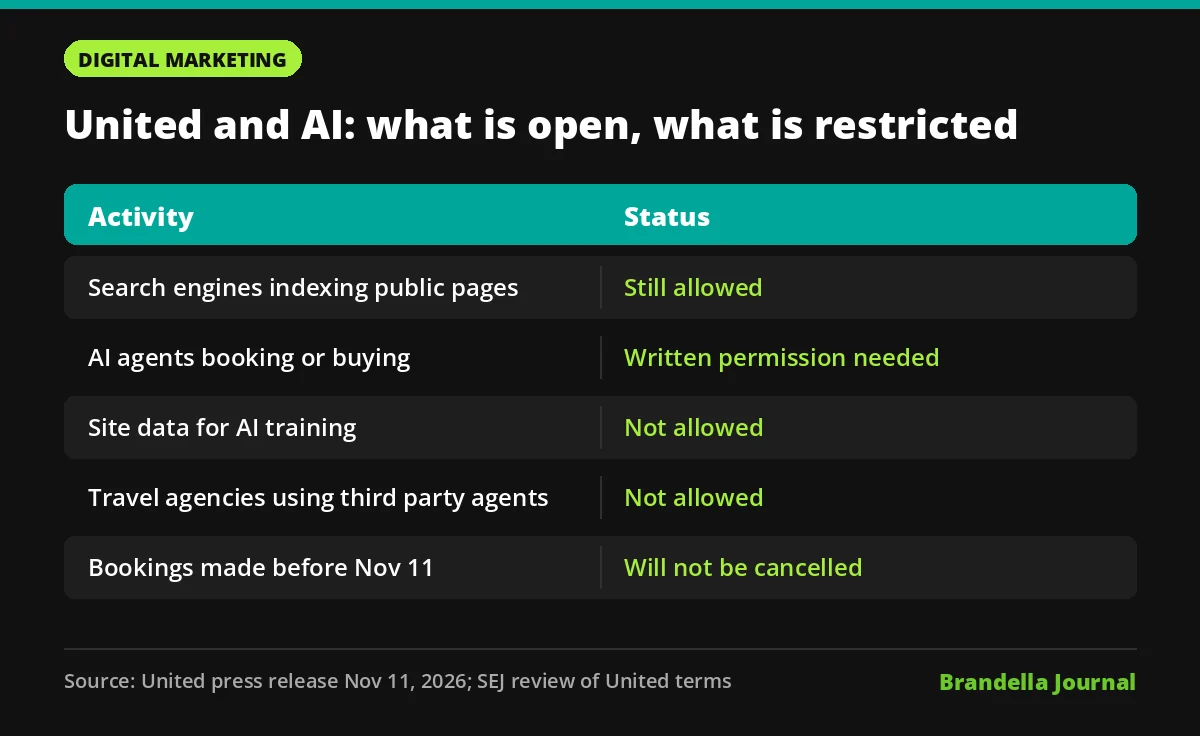 DIGITAL MARKETING
United and AI: what is open, what is restricted
Activity Status
Search engines indexing public pages Still allowed
AI agents booking or buying Written permission needed
Site data for AI training Not allowed
Travel agencies using third party agents Not allowed
Bookings made before Nov 11 Will not be cancelled
Source: United press release Nov 11, 2026; SEJ review of United terms Brandella Journal